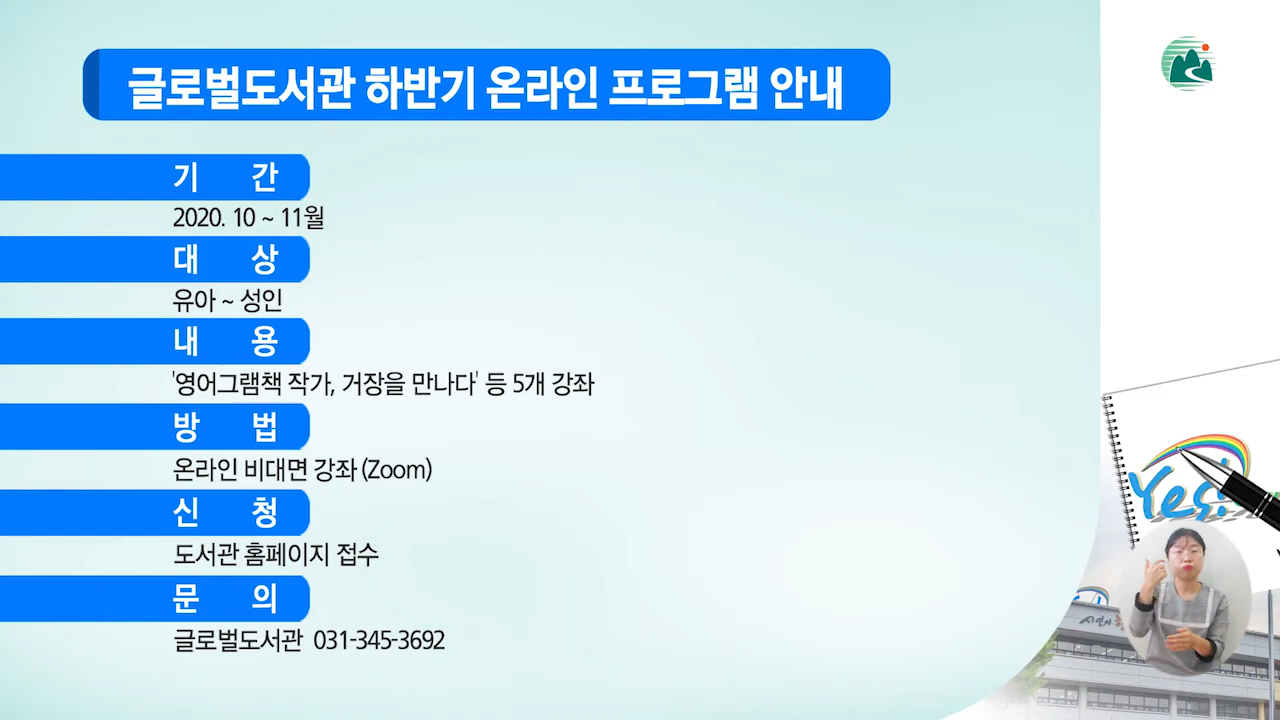 글로벌도서관 하반기 온라인 프로그램 안내
기 간
2020. 10 ~ 11월
대 상
유아 ~ 성인
내 용
'영어그램책 작가, 거장을 만나다' 등 5개 강좌
방 법
온라인 비대면 강좌 (Zoom)
신 청
도서관 홈페이지 접수
문 의
글로벌도서관 031-345-3692
Yes!